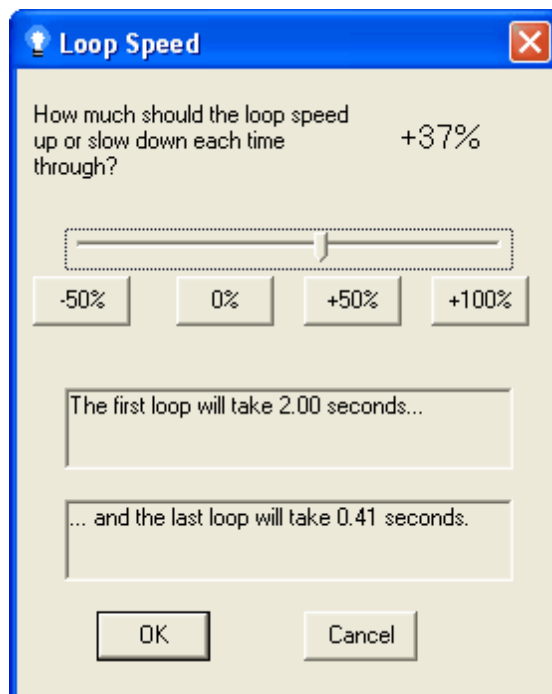 Loop Speed
How much should the loop speed
up or slow down each time
through?
+37%
-50%
0%
+50%
+100%
The first loop will take 2.00 seconds...
... and the last loop will take 0.41 seconds.
OK
Cancel